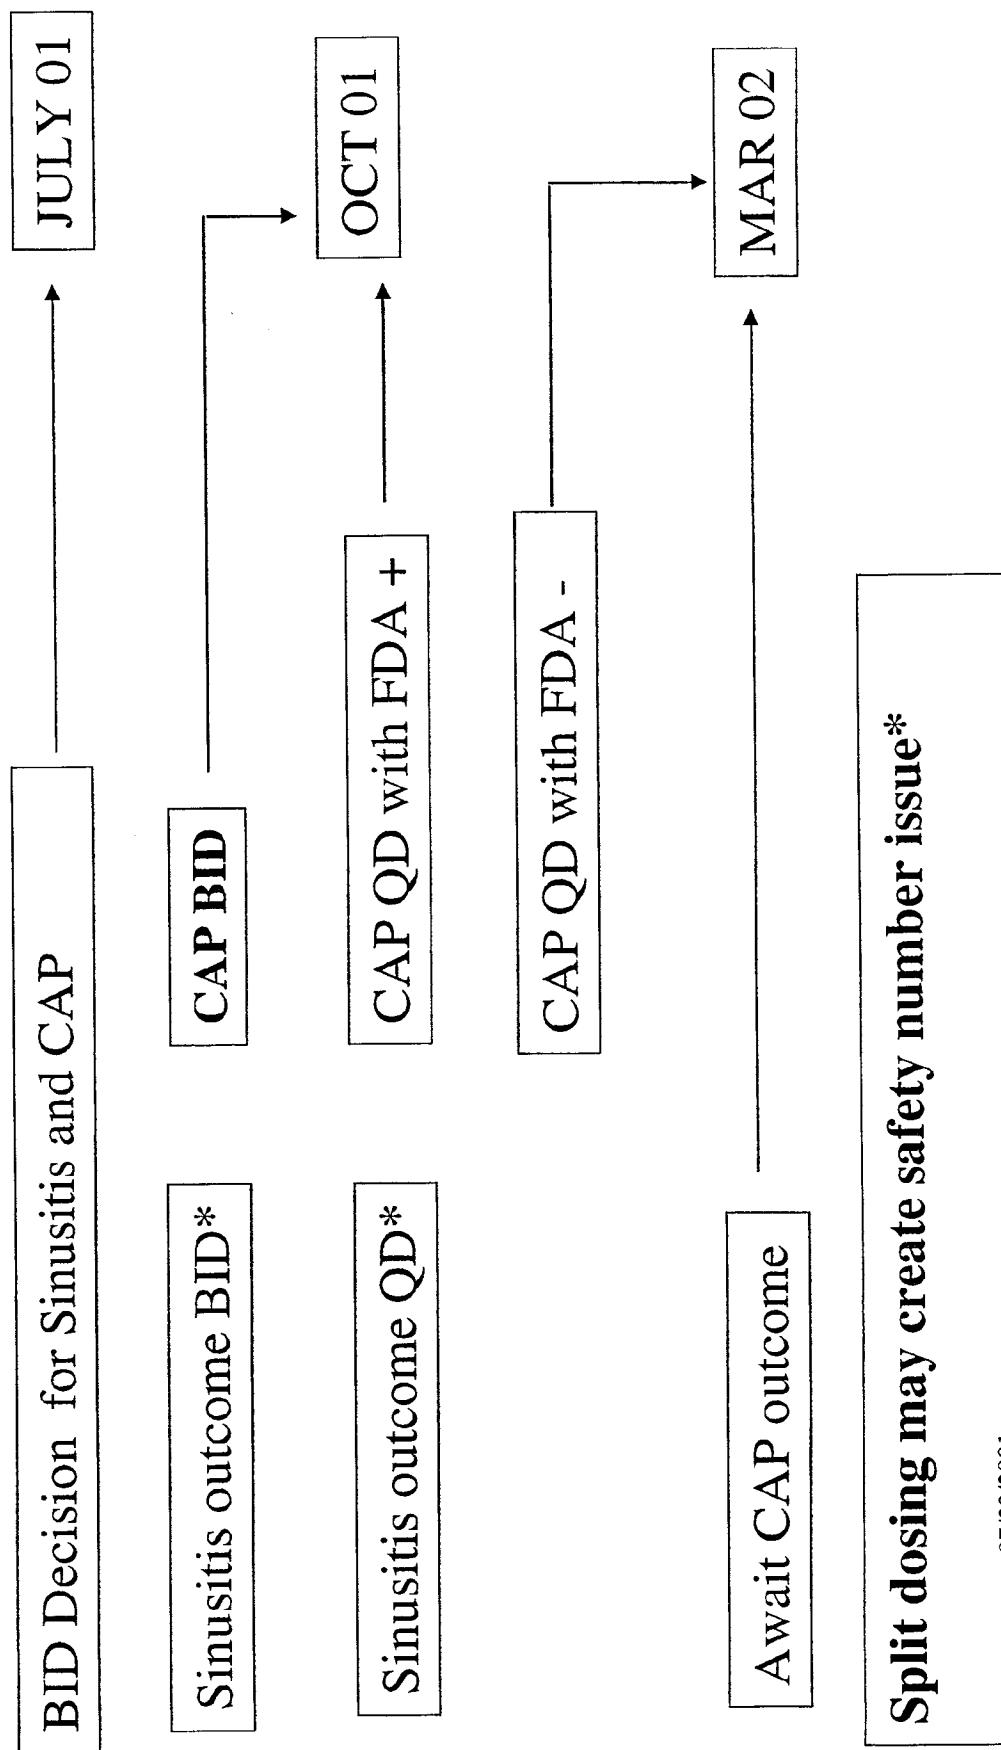 BID Decision for Sinusitis and CAP
JULY 01
Sinusitis outcome BID*
CAP BID
OCT 01
Sinusitis outcome QD*
CAP QD with FDA +
CAP QD with FDA -
Await CAP outcome
MAR 02
Split dosing may create safety number issue*